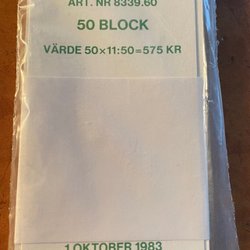 ART. NR 8339.60
50 BLOCK
VÄRDE 50×11:50=575 KR
1 OKTOBER 1983